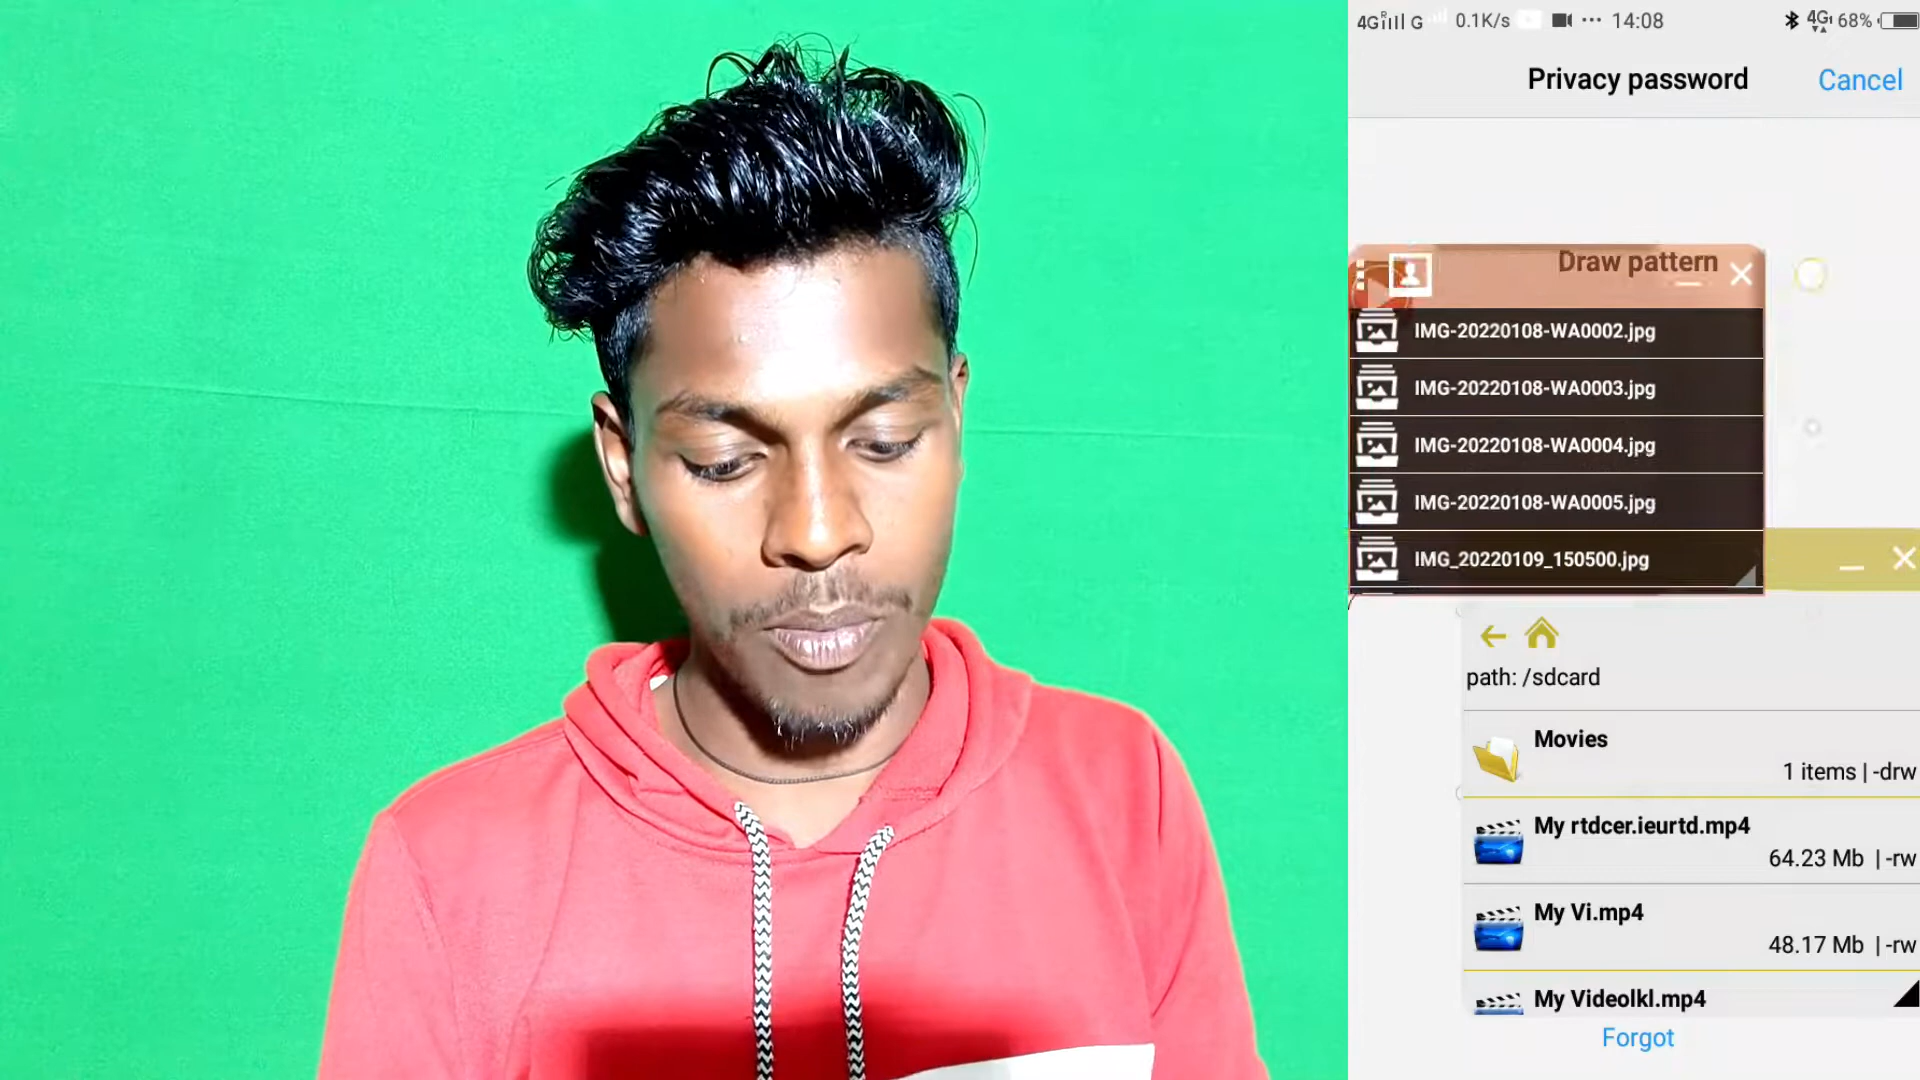 4G R G 0.1K/s ••• 14:08 4G 68%
Privacy password Cancel
Draw pattern
IMG-20220108-WA0002.jpg
IMG-20220108-WA0003.jpg
IMG-20220108-WA0004.jpg
IMG-20220108-WA0005.jpg
IMG_20220109_150500.jpg
path: /sdcard
Movies
1 items | -drw
My rtdcer.ieurtd.mp4
64.23 Mb | -rw
My Vi.mp4
48.17 Mb | -rw
My Videolkl.mp4
Forgot